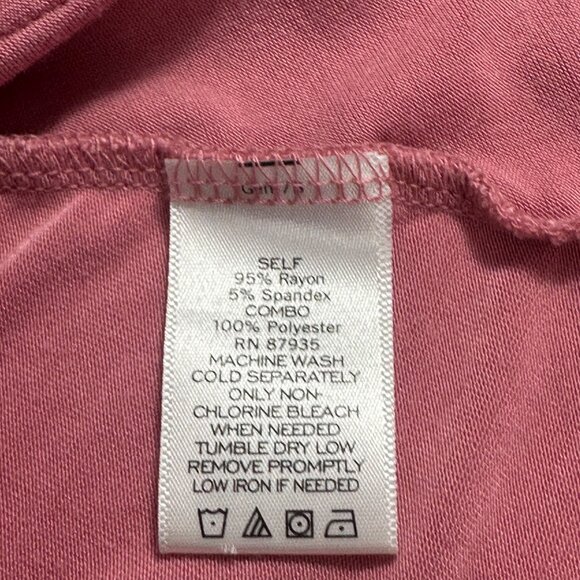 SELF
95% Rayon
5% Spandex
COMBO
100% Polyester
RN 87935
MACHINE WASH
COLD SEPARATELY
ONLY NON-
CHLORINE BLEACH
WHEN NEEDED
TUMBLE DRY LOW
REMOVE PROMPTLY
LOW IRON IF NEEDED